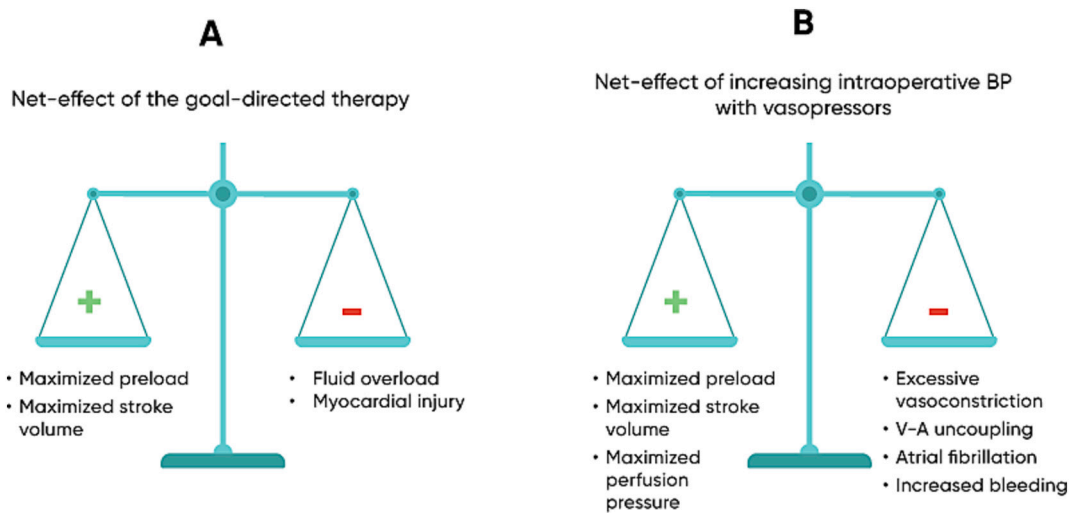 A
Net-effect of the goal-directed therapy
+
-
• Maximized preload
• Maximized stroke
volume
• Fluid overload
• Myocardial injury
B
Net-effect of increasing intraoperative BP
with vasopressors
+
-
• Maximized preload
• Maximized stroke
volume
• Maximized
perfusion
pressure
• Excessive
vasoconstriction
• V-A uncoupling
• Atrial fibrillation
• Increased bleeding